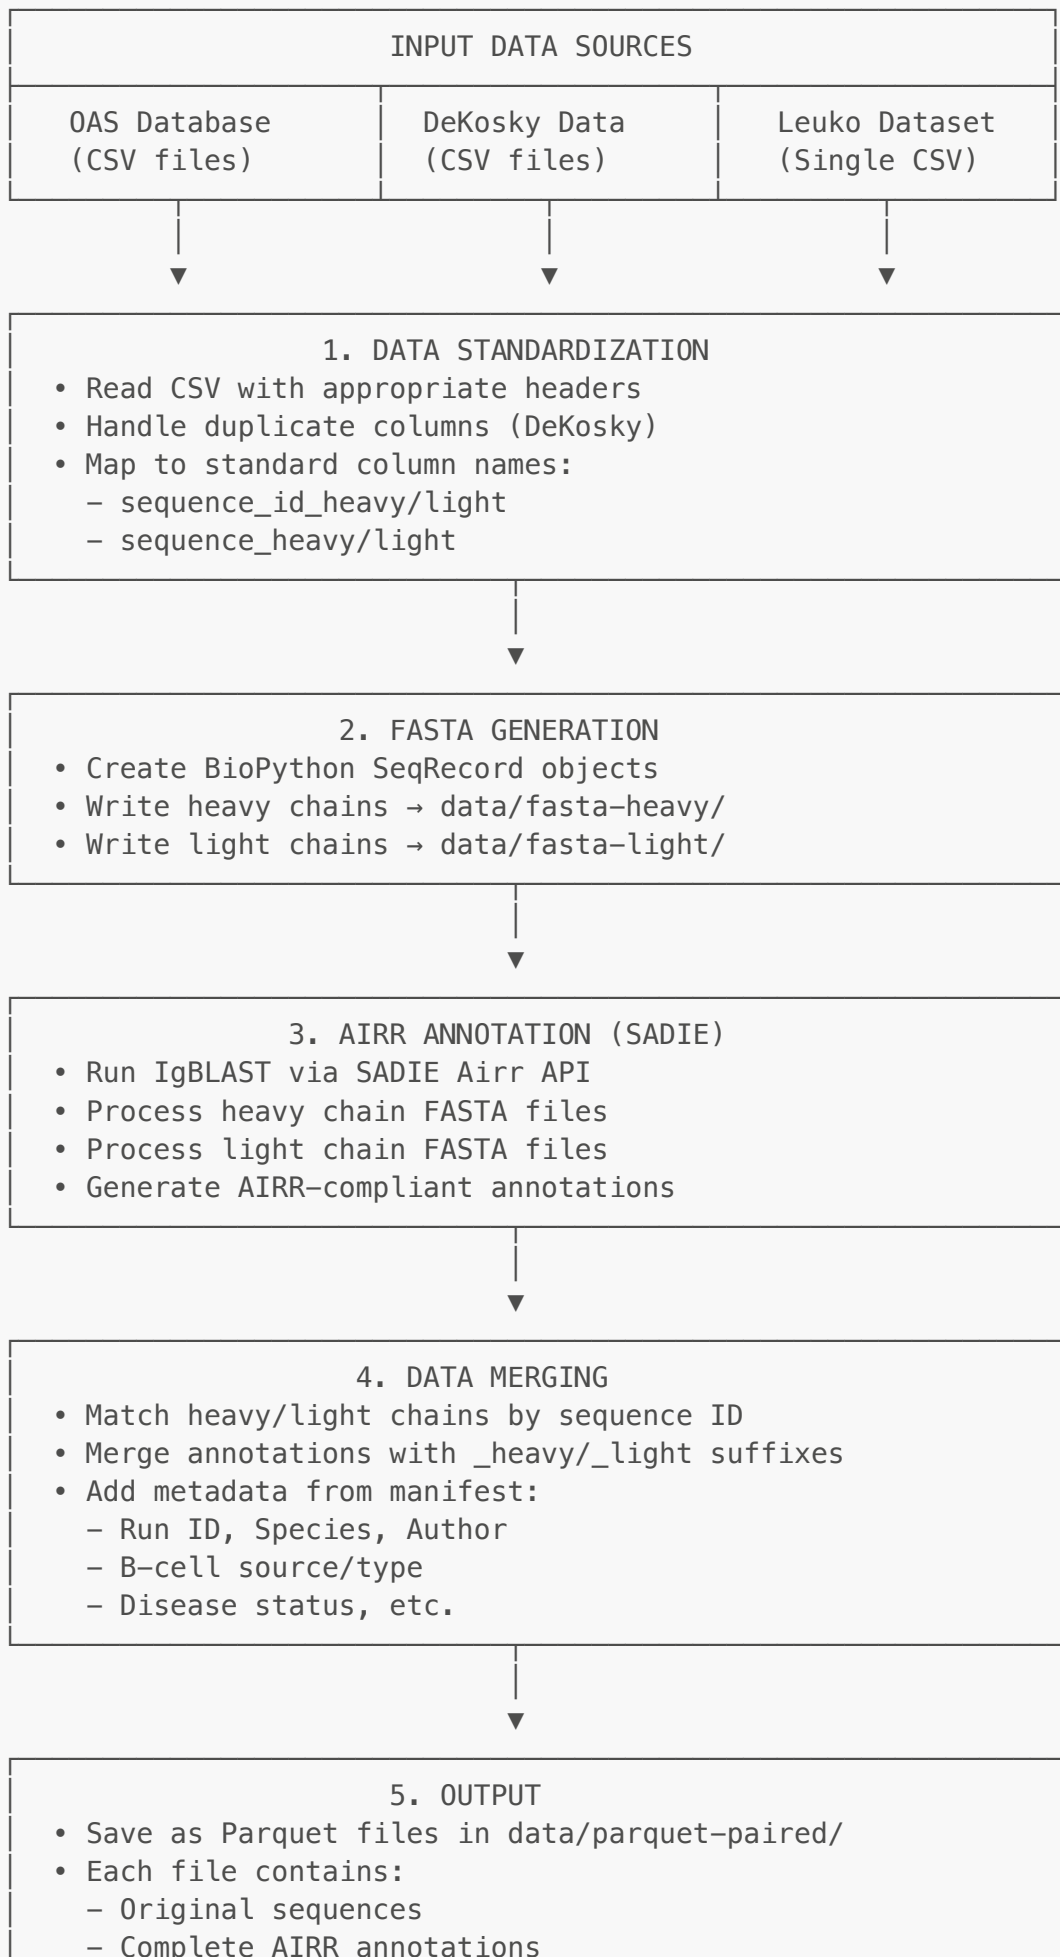 INPUT DATA SOURCES
OAS Database DeKosky Data Leuko Dataset
(CSV files) (CSV files) (Single CSV)
1. DATA STANDARDIZATION
• Read CSV with appropriate headers
• Handle duplicate columns (DeKosky)
• Map to standard column names:
– sequence_id_heavy/light
– sequence_heavy/light
2. FASTA GENERATION
• Create BioPython SeqRecord objects
• Write heavy chains → data/fasta–heavy/
• Write light chains → data/fasta–light/
3. AIRR ANNOTATION (SADIE)
• Run IgBLAST via SADIE Airr API
• Process heavy chain FASTA files
• Process light chain FASTA files
• Generate AIRR–compliant annotations
4. DATA MERGING
• Match heavy/light chains by sequence ID
• Merge annotations with _heavy/_light suffixes
• Add metadata from manifest:
– Run ID, Species, Author
– B–cell source/type
– Disease status, etc.
5. OUTPUT
• Save as Parquet files in data/parquet–paired/
• Each file contains:
– Original sequences
– Complete AIRR annotations